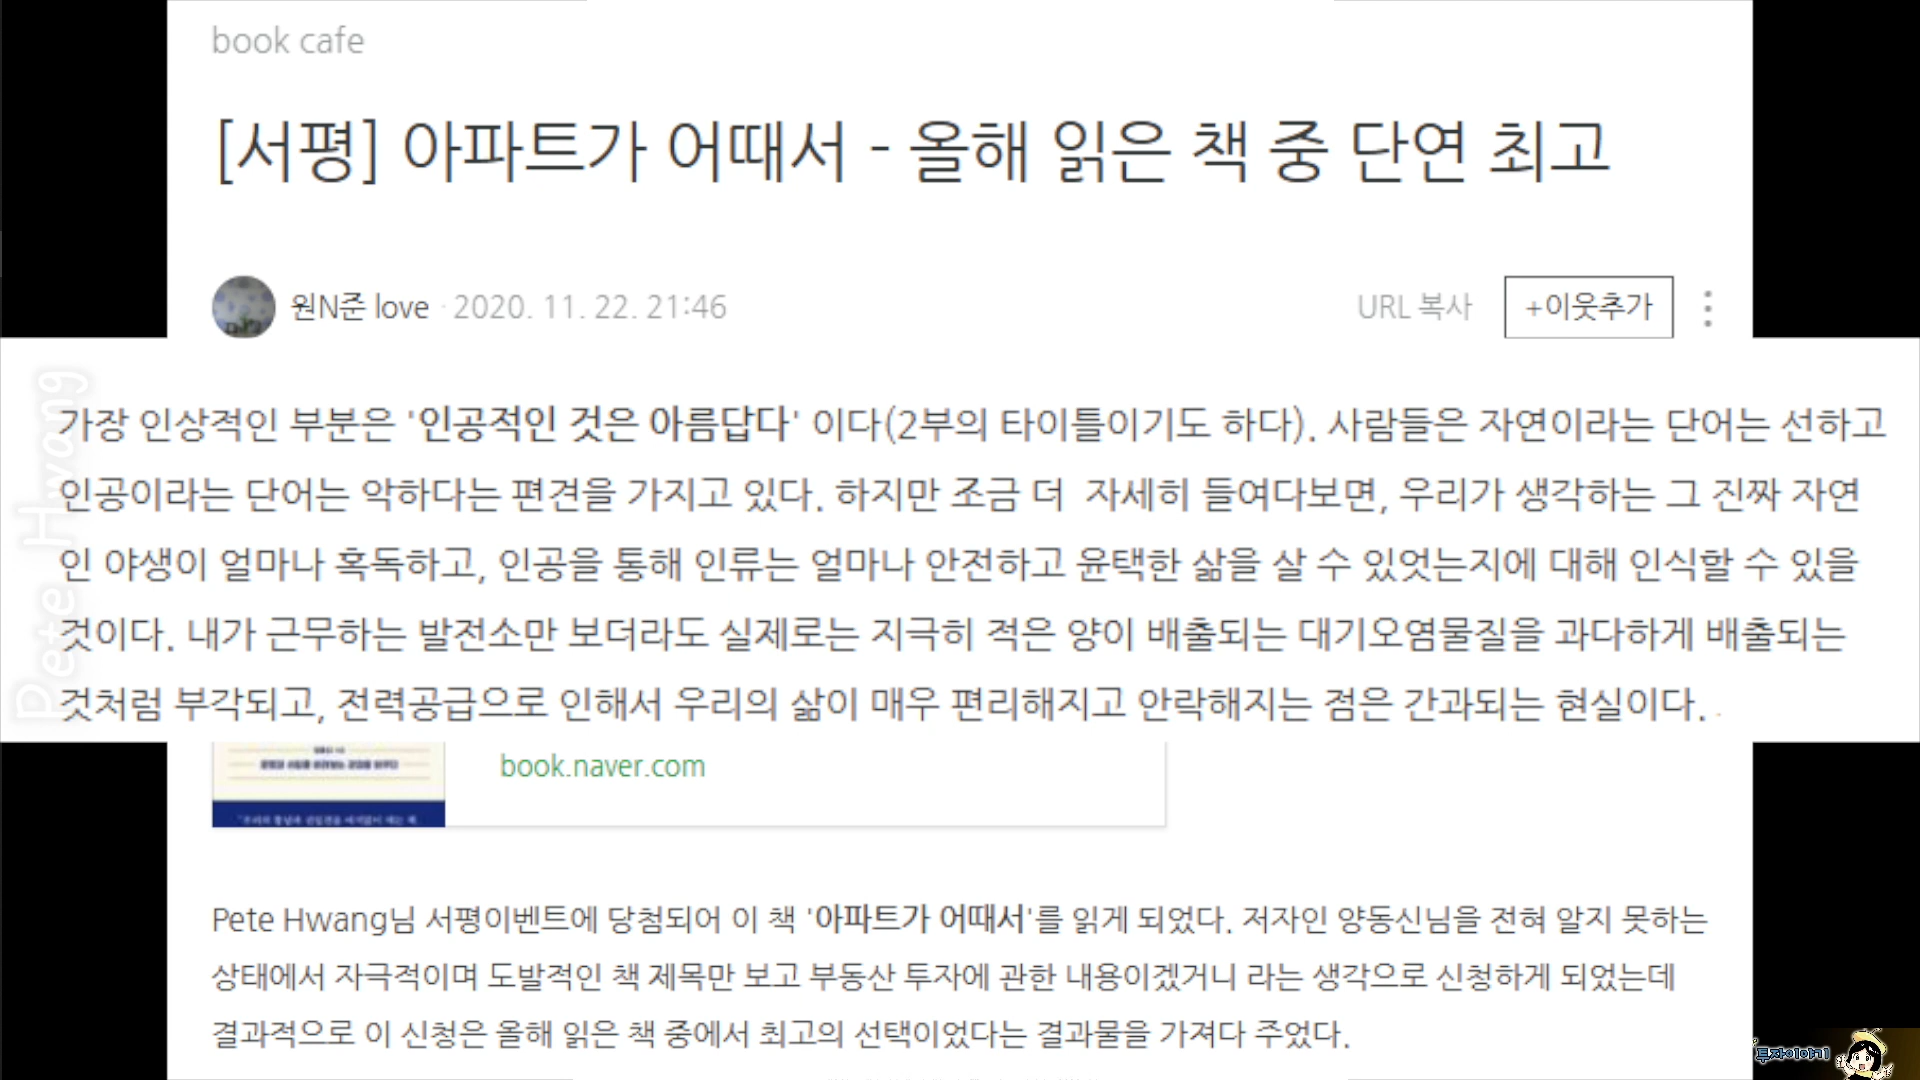 book cafe
[서평] 아파트가 어때서 - 올해 읽은 책 중 단연 최고
원N준 love · 2020. 11. 22. 21:46
URL 복사
+이웃추가
Pete Hwang
가장 인상적인 부분은 '인공적인 것은 아름답다' 이다(2부의 타이틀이기도 하다). 사람들은 자연이라는 단어는 선하고
인공이라는 단어는 악하다는 편견을 가지고 있다. 하지만 조금 더 자세히 들여다보면, 우리가 생각하는 그 진짜 자연
인 야생이 얼마나 혹독하고, 인공을 통해 인류는 얼마나 안전하고 윤택한 삶을 살 수 있엇는지에 대해 인식할 수 있을
것이다. 내가 근무하는 발전소만 보더라도 실제로는 지극히 적은 양이 배출되는 대기오염물질을 과다하게 배출되는
것처럼 부각되고, 전력공급으로 인해서 우리의 삶이 매우 편리해지고 안락해지는 점은 간과되는 현실이다.
book.naver.com
Pete Hwang님 서평이벤트에 당첨되어 이 책 '아파트가 어때서'를 읽게 되었다. 저자인 양동신님을 전혀 알지 못하는
상태에서 자극적이며 도발적인 책 제목만 보고 부동산 투자에 관한 내용이겠거니 라는 생각으로 신청하게 되었는데
결과적으로 이 신청은 올해 읽은 책 중에서 최고의 선택이었다는 결과물을 가져다 주었다.
투자이야기